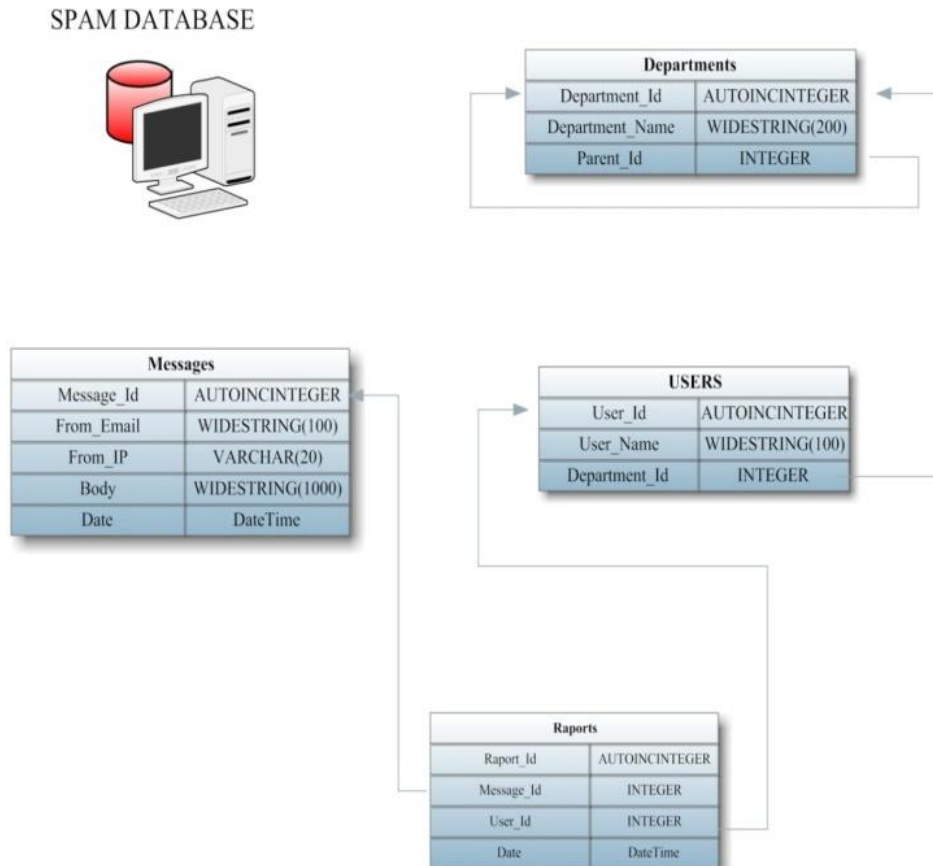 SPAM DATABASE
Departments
Department_Id AUTOINCINTEGER
Department_Name WIDESTRING(200)
Parent_Id INTEGER
Messages
Message_Id AUTOINCINTEGER
From_Email WIDESTRING(100)
From_IP VARCHAR(20)
Body WIDESTRING(1000)
Date DateTime
USERS
User_Id AUTOINCINTEGER
User_Name WIDESTRING(100)
Department_Id INTEGER
Raports
Raport_Id AUTOINCINTEGER
Message_Id INTEGER
User_Id INTEGER
Date DateTime